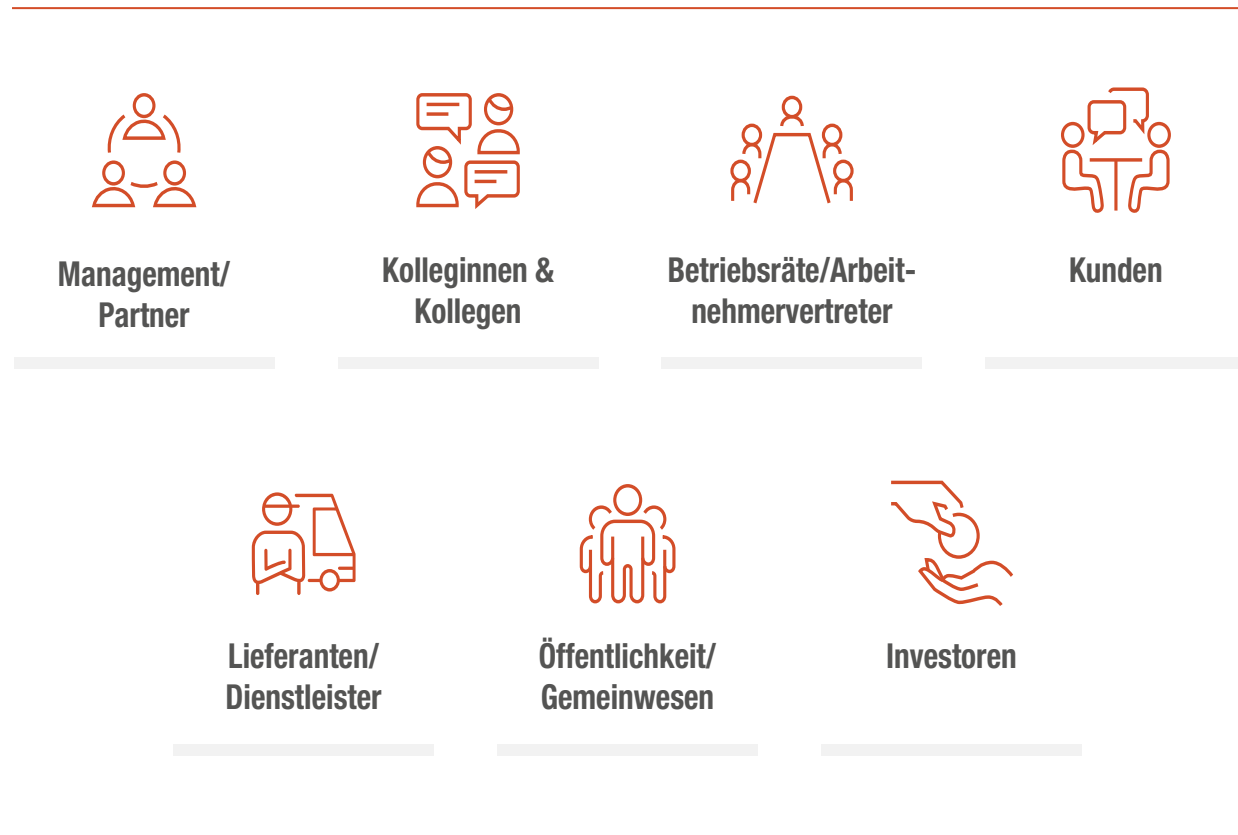 Management/
Partner
Kolleginnen &
Kollegen
Betriebsräte/Arbeit-
nehmervertreter
Kunden
Lieferanten/
Dienstleister
Öffentlichkeit/
Gemeinwesen
Investoren